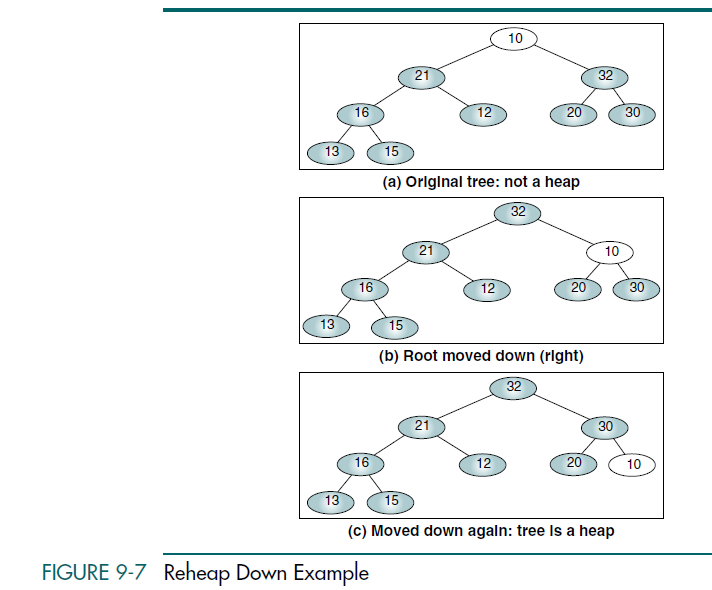 10
21 32
16 12 20 30
13 15
(a) Original tree: not a heap
32
21 10
16 12 20 30
13 15
(b) Root moved down (right)
32
21 30
16 12 20 10
13 15
(c) Moved down again: tree is a heap
FIGURE 9-7 Reheap Down Example